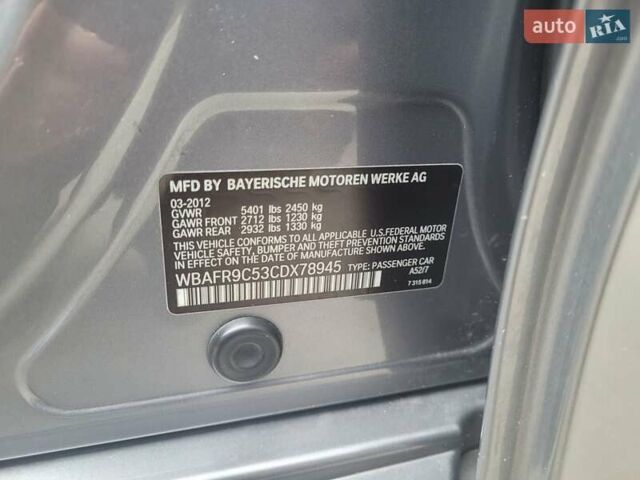 auto RIA.com
MFD BY BAYERISCHE MOTOREN WERKE AG
03-2012
GVWR 5401 lbs 2450 kg
GAWR FRONT 2712 lbs 1230 kg
GAWR REAR 2932 lbs 1330 kg
THIS VEHICLE CONFORMS TO ALL APPLICABLE U.S.FEDERAL MOTOR
VEHICLE SAFETY, BUMPER, AND THEFT PREVENTION STANDARDS
IN EFFECT ON THE DATE OF MANUFACTURE SHOWN ABOVE.
WBAFR9C53CDX78945 TYPE: PASSENGER CAR
A52/7
7 315 814